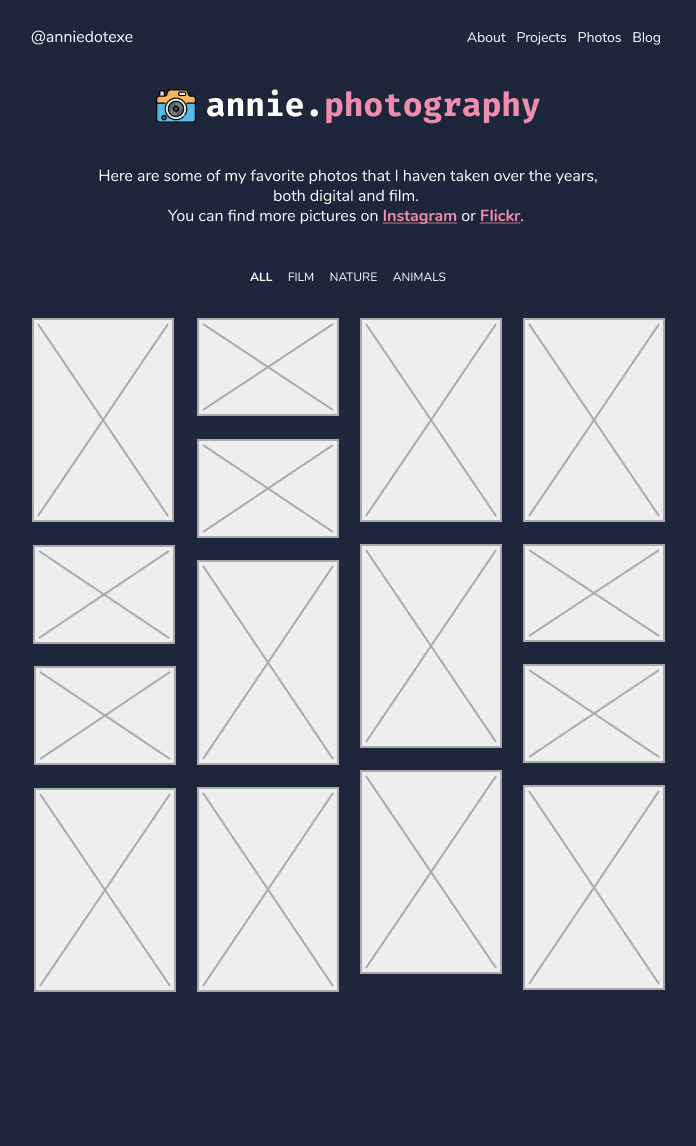 @anniedotexe
About Projects Photos Blog
annie.photography
Here are some of my favorite photos that I haven taken over the years,
both digital and film.
You can find more pictures on Instagram or Flickr.
ALL FILM NATURE ANIMALS